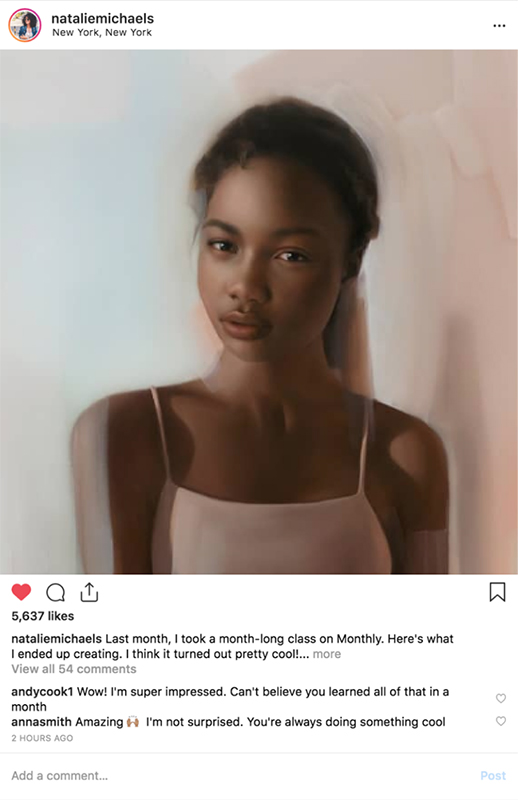 nataliemichaels
New York, New York
5,637 likes
nataliemichaels Last month, I took a month-long class on Monthly. Here's what
I ended up creating. I think it turned out pretty cool!... more
View all 54 comments
andycook1 Wow! I'm super impressed. Can't believe you learned all of that in a
month
annasmith Amazing 🙌🏽 I'm not surprised. You're always doing something cool
2 HOURS AGO
Add a comment... Post